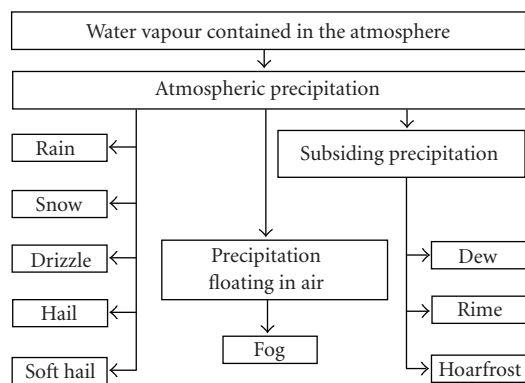 Water vapour contained in the atmosphere
Atmospheric precipitation
Rain
Snow
Drizzle
Hail
Soft hail
Precipitation
floating in air
Fog
Subsiding precipitation
Dew
Rime
Hoarfrost